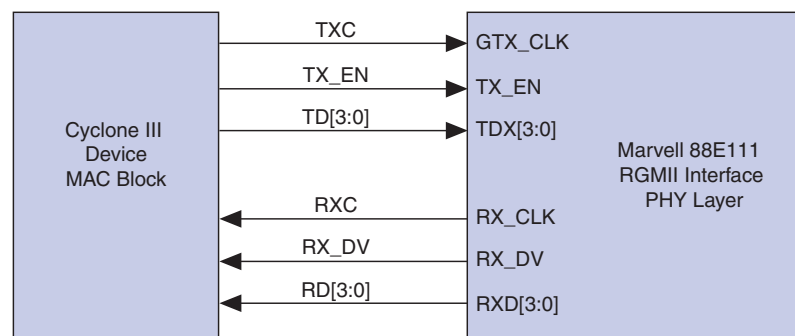 Cyclone III
Device
MAC Block
TXC
TX_EN
TD[3:0]
RXC
RX_DV
RD[3:0]
GTX_CLK
TX_EN
TDX[3:0]
RX_CLK
RX_DV
RXD[3:0]
Marvell 88E111
RGMII Interface
PHY Layer